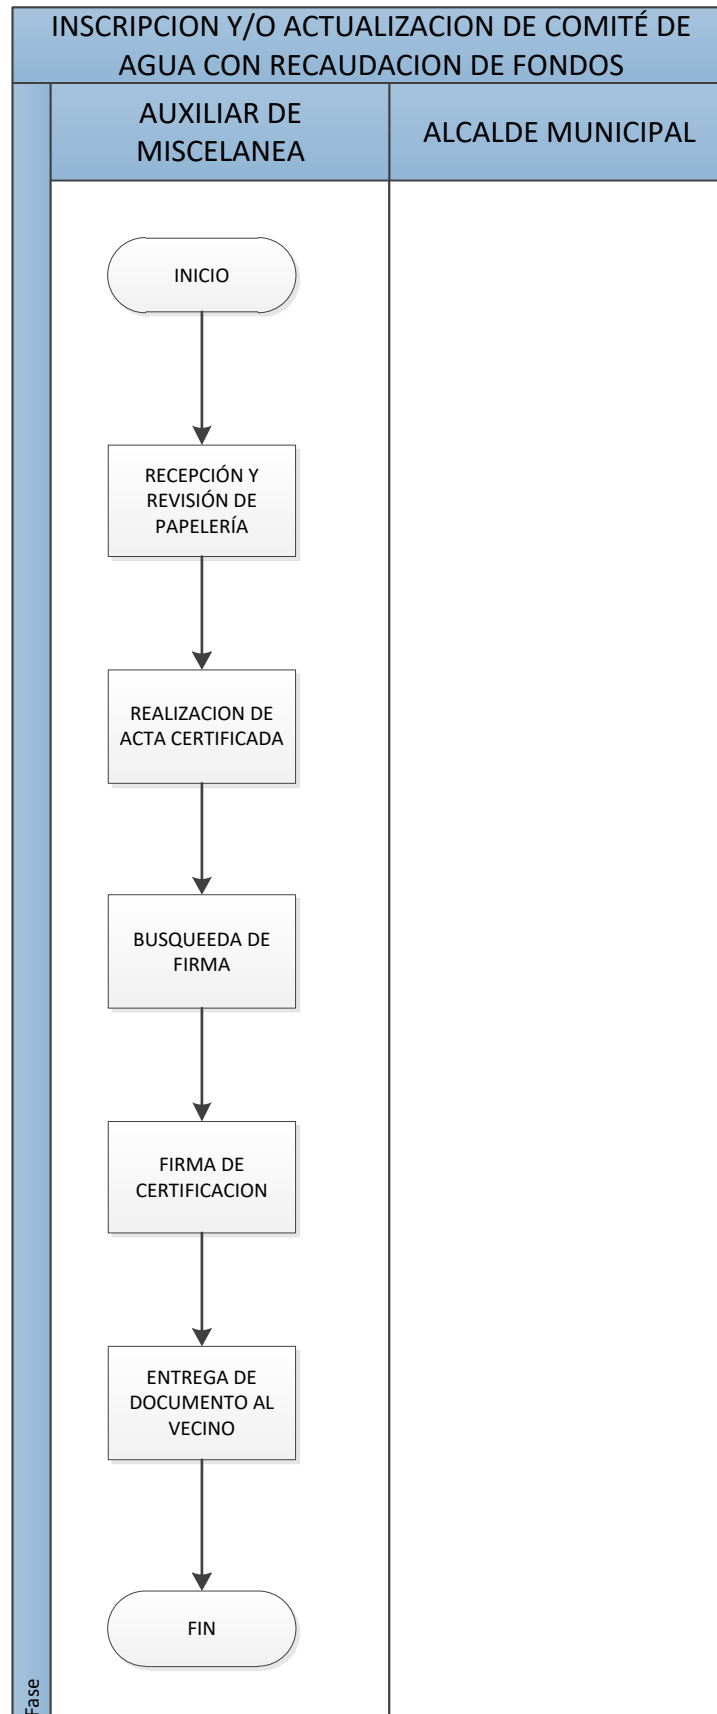 INSCRIPCION Y/O ACTUALIZACION DE COMITÉ DE
AGUA CON RECAUDACION DE FONDOS
AUXILIAR DE
MISCELANEA
ALCALDE MUNICIPAL
INICIO
RECEPCIÓN Y
REVISIÓN DE
PAPELERÍA
REALIZACION DE
ACTA CERTIFICADA
BUSQUEEDA DE
FIRMA
FIRMA DE
CERTIFICACION
ENTREGA DE
DOCUMENTO AL
VECINO
FIN
Fase